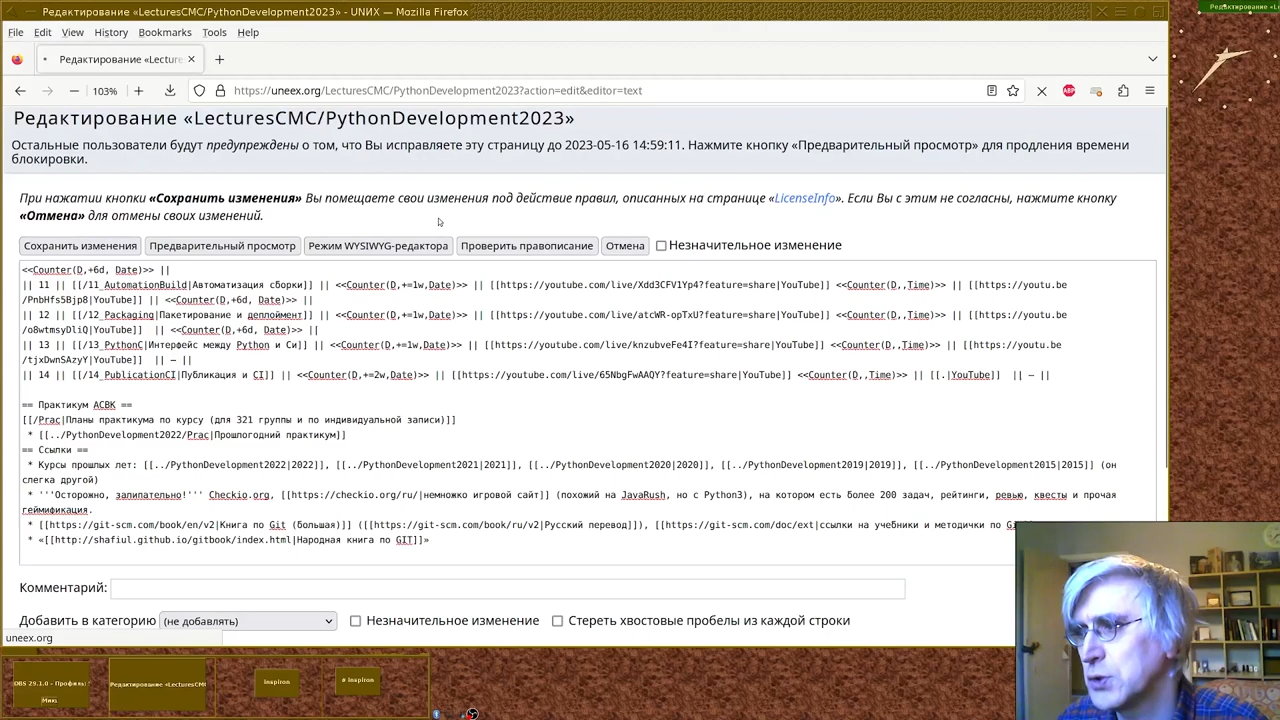 Редактирование «LecturesCMC/PythonDevelopment2023» - UNИX — Mozilla Firefox
Редактирование «Le
File Edit View History Bookmarks Tools Help
Редактирование «Lecture
103%
https://uneex.org/LecturesCMC/PythonDevelopment2023?action=edit&editor=text
ABP
Редактирование «LecturesCMC/PythonDevelopment2023»
Остальные пользователи будут предупреждены о том, что Вы исправляете эту страницу до 2023-05-16 14:59:11. Нажмите кнопку «Предварительный просмотр» для продления времени
блокировки.
При нажатии кнопки «Сохранить изменения» Вы помещаете свои изменения под действие правил, описанных на странице «LicenseInfo». Если Вы с этим не согласны, нажмите кнопку
«Отмена» для отмены своих изменений.
Сохранить изменения Предварительный просмотр Режим WYSIWYG-редактора Проверить правописание Отмена Незначительное изменение
<<Counter(D,+6d, Date)>> ||
|| 11 || [[/11_AutomationBuild|Автоматизация сборки]] || <<Counter(D,+=1w,Date)>> || [[https://youtube.com/live/Xdd3CFV1Yp4?feature=share|YouTube]] <<Counter(D,,Time)>> || [[https://youtu.be
/PnbHfs5Bjp8|YouTube]] || <<Counter(D,+6d, Date)>> ||
|| 12 || [[/12_Packaging|Пакетирование и деплоймент]] || <<Counter(D,+=1w,Date)>> || [[https://youtube.com/live/atcWR-opTxU?feature=share|YouTube]] <<Counter(D,,Time)>> || [[https://youtu.be
/o8wtmsyDliQ|YouTube]]  || <<Counter(D,+6d, Date)>> ||
|| 13 || [[/13_PythonC|Интерфейс между Python и Си]] || <<Counter(D,+=1w,Date)>> || [[https://youtube.com/live/knzubveFe4I?feature=share|YouTube]] <<Counter(D,,Time)>> || [[https://youtu.be
/tjxDwnSAzyY|YouTube]]  || — ||
|| 14 || [[/14_PublicationCI|Публикация и CI]] || <<Counter(D,+=2w,Date)>> || [[https://youtube.com/live/65NbgFwAAQY?feature=share|YouTube]] <<Counter(D,,Time)>> || [[.|YouTube]]  || — ||
== Практикум АСВК ==
[[/Prac|Планы практикума по курсу (для 321 группы и по индивидуальной записи)]]
* [[../PythonDevelopment2022/Prac|Прошлогодний практикум]]
== Ссылки ==
* Курсы прошлых лет: [[../PythonDevelopment2022|2022]], [[../PythonDevelopment2021|2021]], [[../PythonDevelopment2020|2020]], [[../PythonDevelopment2019|2019]], [[../PythonDevelopment2015|2015]] (он
слегка другой)
* '''Осторожно, залипательно!''' Checkio.org, [[https://checkio.org/ru/|немножко игровой сайт]] (похожий на JavaRush, но с Python3), на котором есть более 200 задач, рейтинги, ревью, квесты и прочая
геймификация.
* [[https://git-scm.com/book/en/v2|Книга по Git (большая)]] ([[https://git-scm.com/book/ru/v2|Русский перевод]]), [[https://git-scm.com/doc/ext|ссылки на учебники и методички по
* «[[http://shafiul.github.io/gitbook/index.html|Народная книга по GIT]]»
Комментарий:
Добавить в категорию (не добавлять) Незначительное изменение Стереть хвостовые пробелы из каждой строки
uneex.org
OBS 29.1.0 - Профиль: Редактирование «LecturesCM inspiron # inspiron